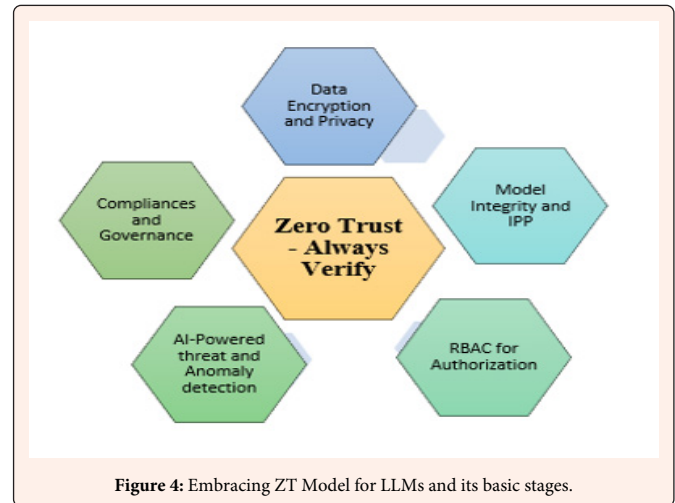 Data
Encryption
and Privacy
Compliances
and
Governance
Model
Integrity and
IPP
Zero Trust
- Always
Verify
AI-Powered
threat and
Anomaly
detection
RBAC for
Authorization
Figure 4: Embracing ZT Model for LLMs and its basic stages.